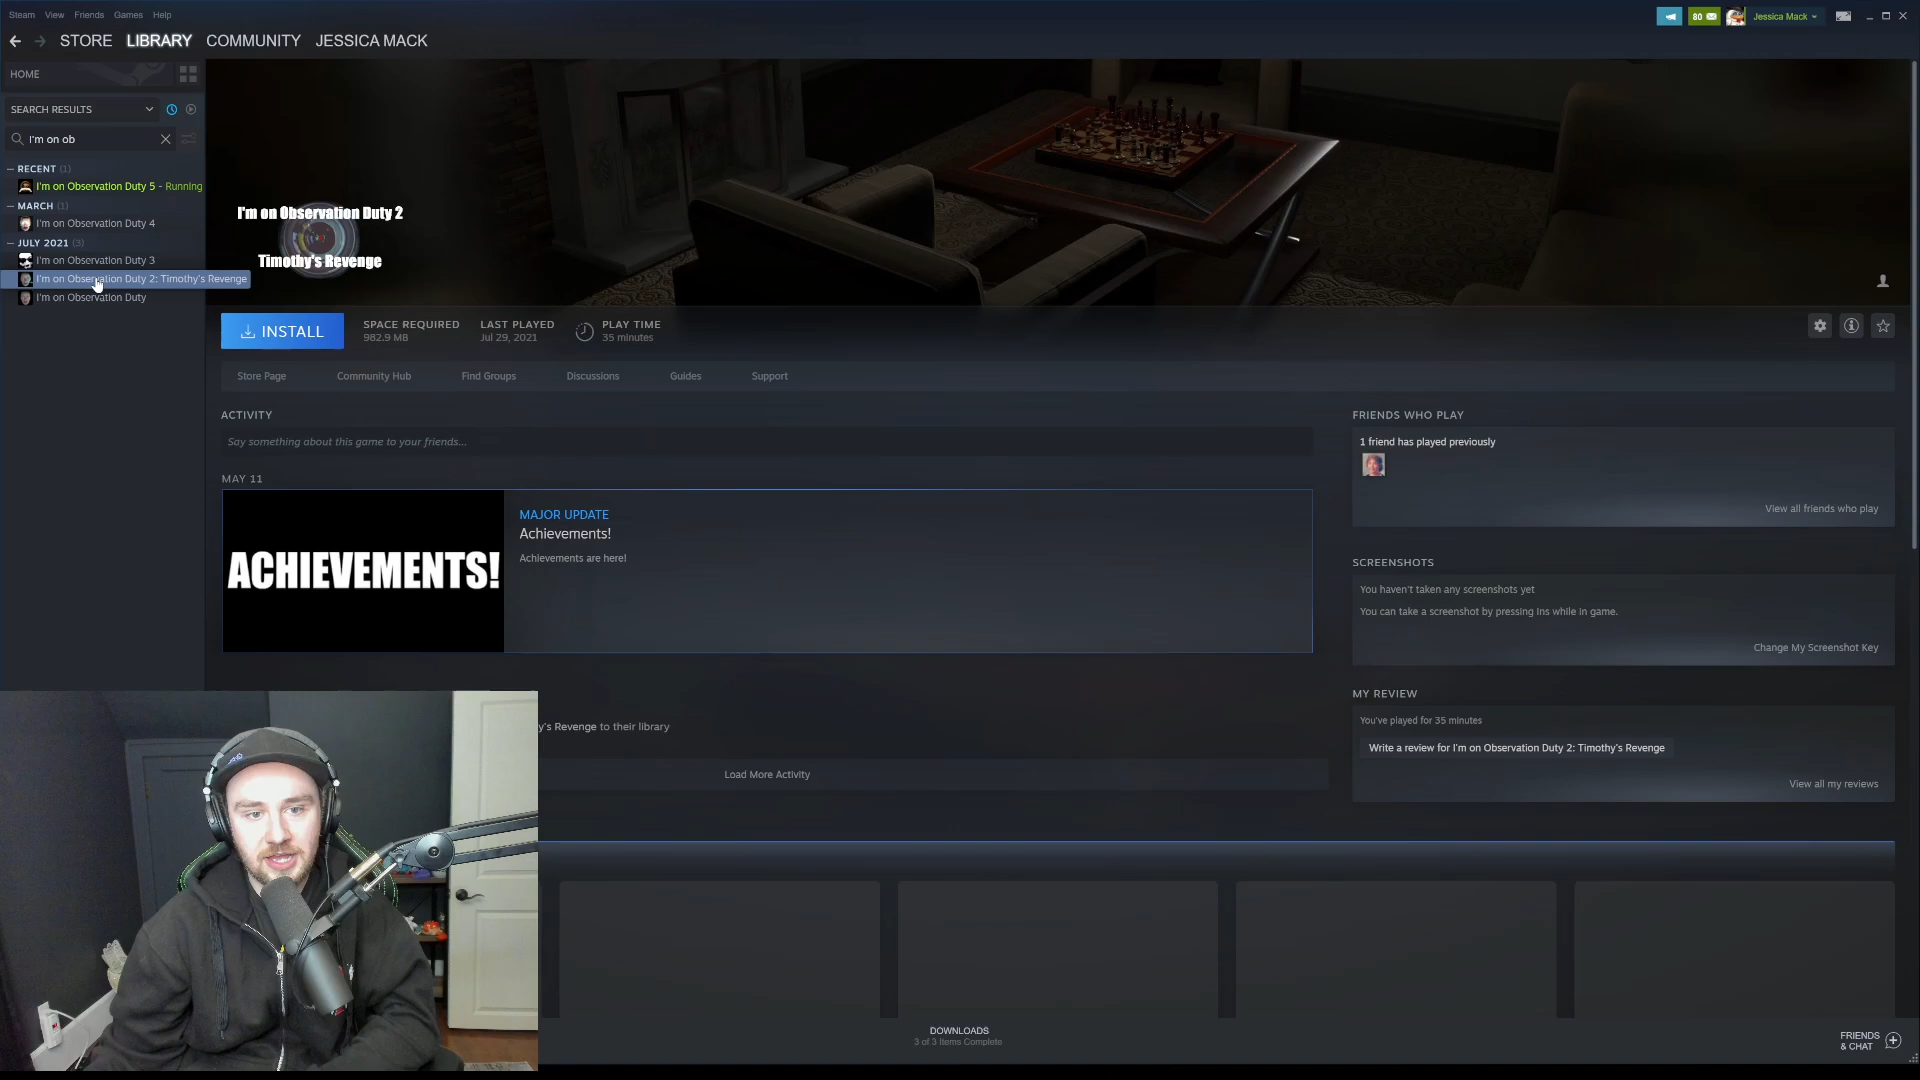 Steam View Friends Games Help
80 Jessica Mack
STORE LIBRARY COMMUNITY JESSICA MACK
HOME
SEARCH RESULTS
I'm on ob
— RECENT (1)
I'm on Observation Duty 5 - Running
— MARCH (1)
I'm on Observation Duty 4
— JULY 2021 (3)
I'm on Observation Duty 3
I'm on Observation Duty 2: Timothy's Revenge
I'm on Observation Duty
I'm on Observation Duty 2
Timothy's Revenge
INSTALL
SPACE REQUIRED
982.9 MB
LAST PLAYED
Jul 29, 2021
PLAY TIME
35 minutes
Store Page Community Hub Find Groups Discussions Guides Support
ACTIVITY
Say something about this game to your friends...
MAY 11
ACHIEVEMENTS!
MAJOR UPDATE
Achievements!
Achievements are here!
y's Revenge to their library
Load More Activity
FRIENDS WHO PLAY
1 friend has played previously
View all friends who play
SCREENSHOTS
You haven't taken any screenshots yet
You can take a screenshot by pressing Ins while in game.
Change My Screenshot Key
MY REVIEW
You've played for 35 minutes
Write a review for I'm on Observation Duty 2: Timothy's Revenge
View all my reviews
DOWNLOADS
3 of 3 Items Complete
FRIENDS
& CHAT